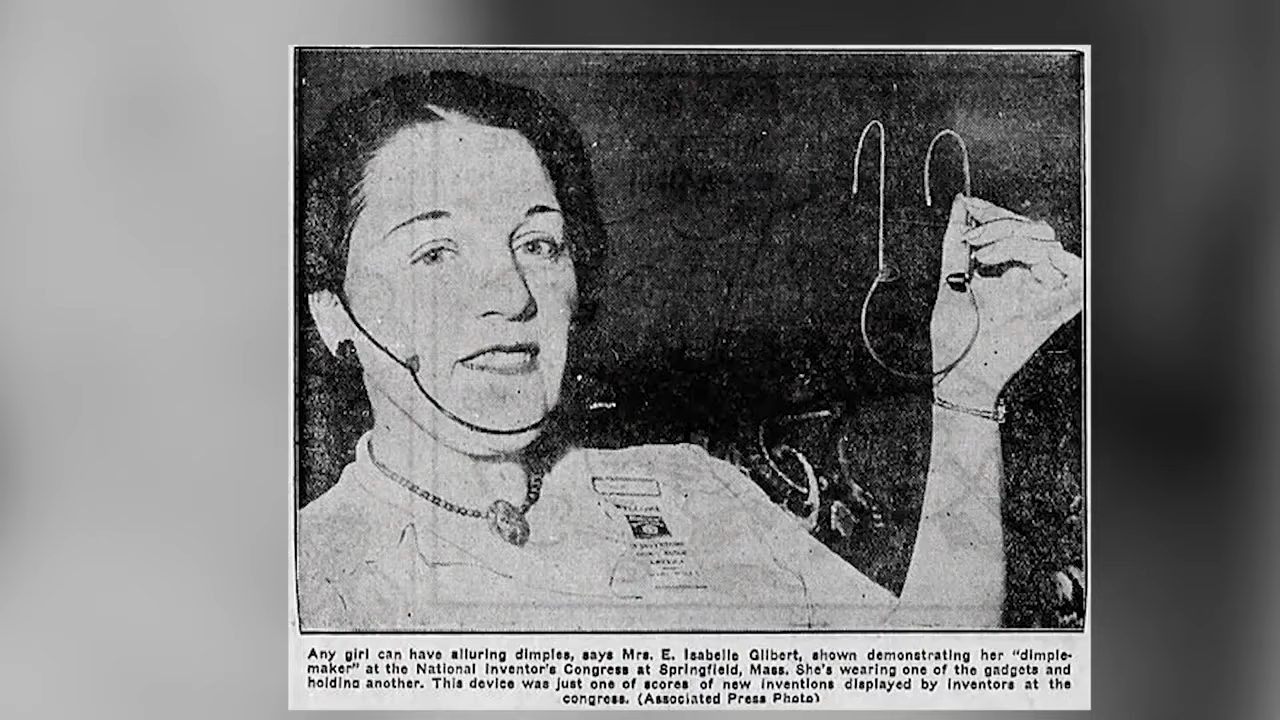 WELCOME
Any girl can have alluring dimples, says Mrs. E. Isabelle Gilbert, shown demonstrating her "dimple-
maker" at the National Inventor's Congress at Springfield, Mass. She's wearing one of the gadgets and
holding another. This device was just one of scores of new inventions displayed by inventors at the
congress. (Associated Press Photo)